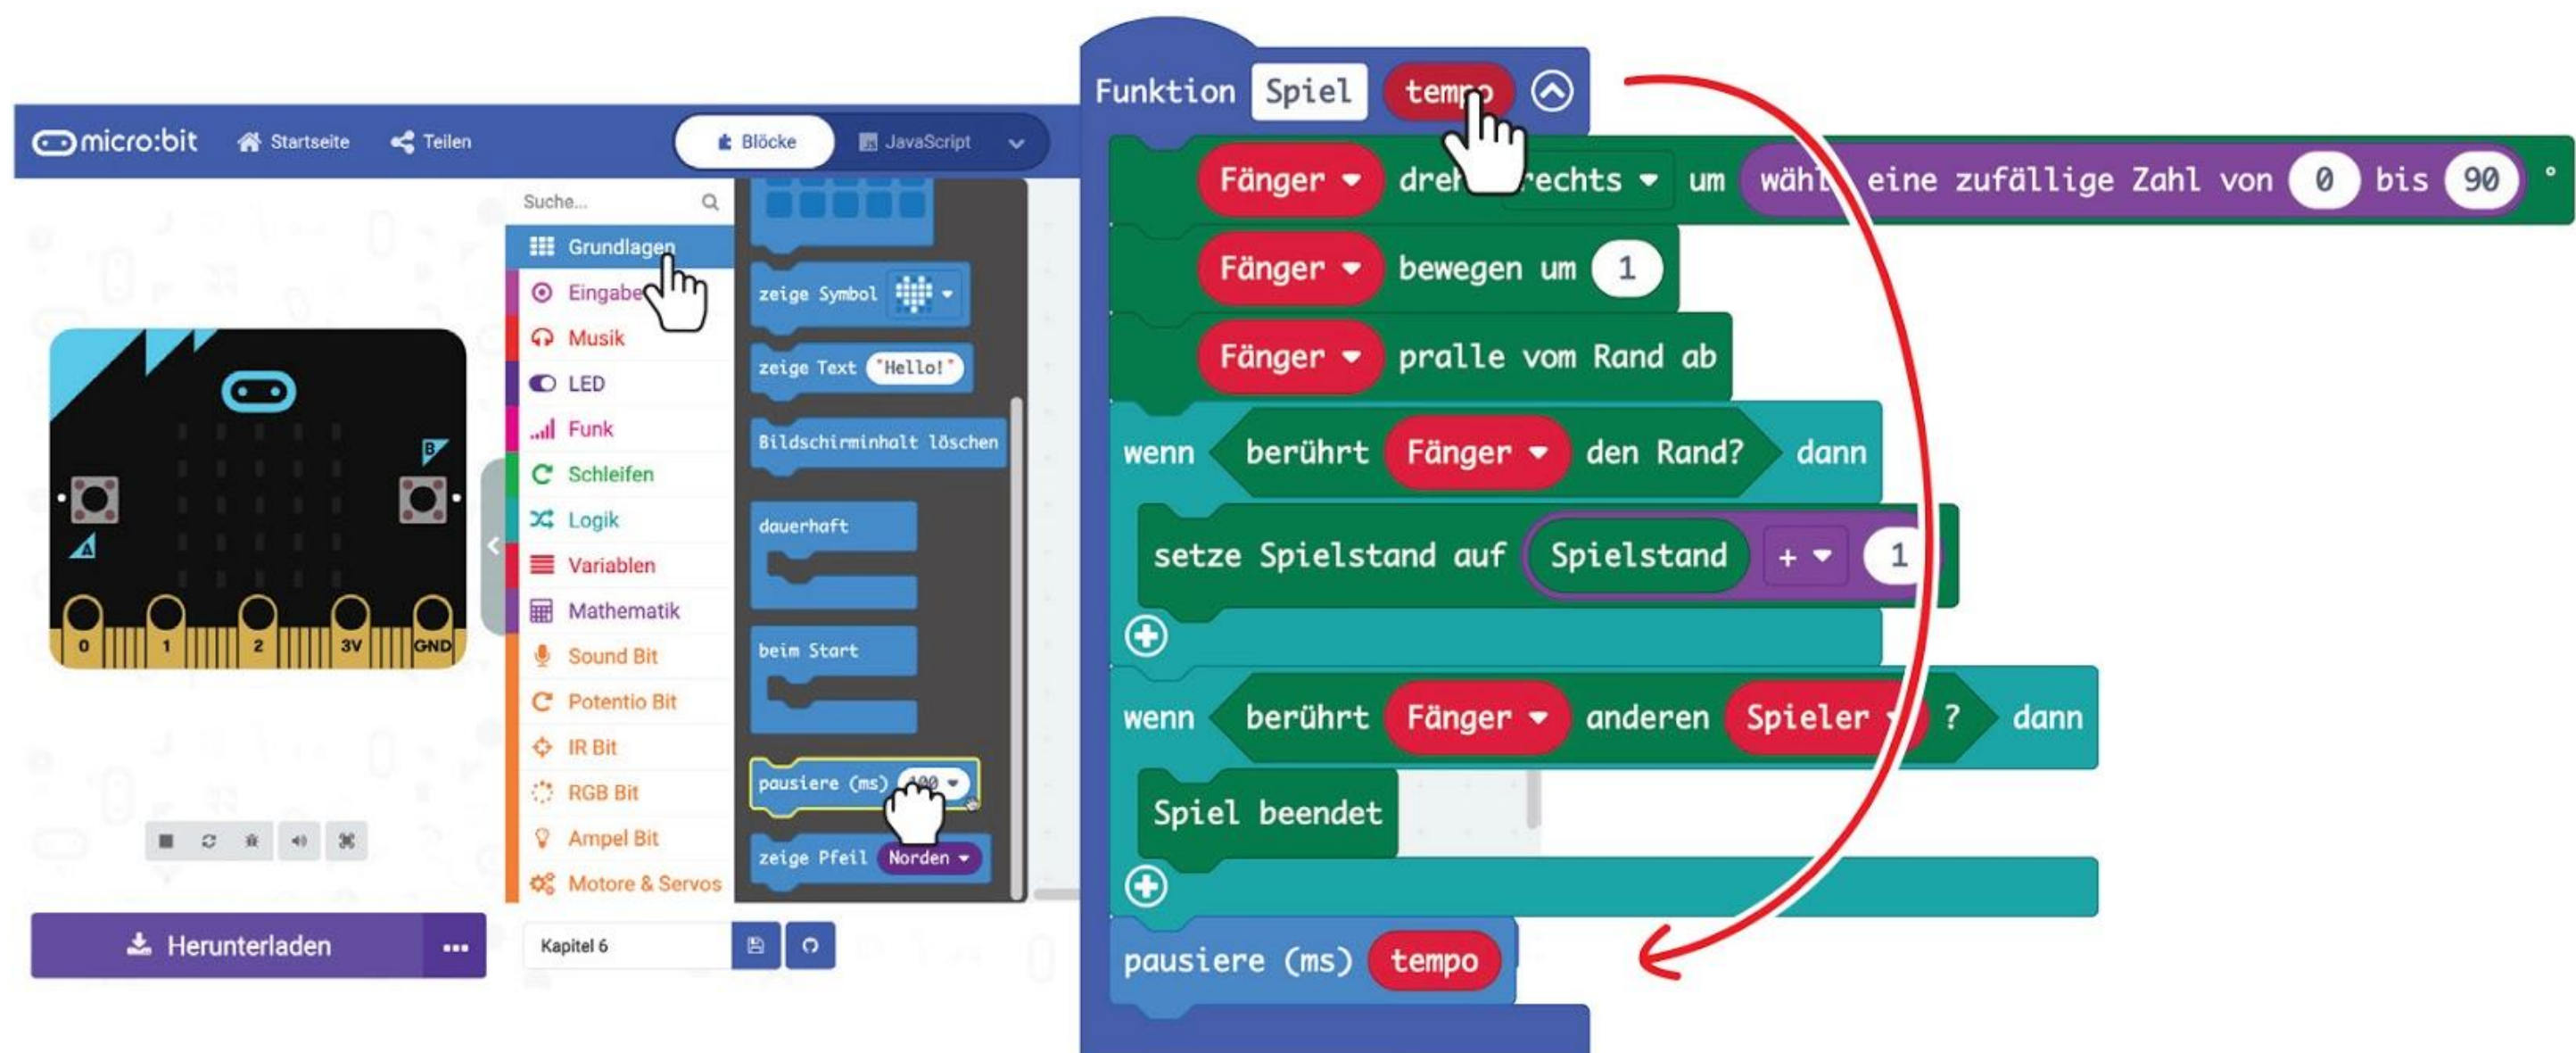 micro:bit
Startseite
Teilen
Blöcke
JavaScript
Suche...
Grundlagen
Eingabe
Musik
LED
Funk
Schleifen
Logik
Variablen
Mathematik
Sound Bit
Potentio Bit
IR Bit
RGB Bit
Ampel Bit
Motore & Servos
zeige Symbol
zeige Text "Hello!"
Bildschirminhalt löschen
dauerhaft
beim Start
pausiere (ms) 100
zeige Pfeil Norden
B
A
0 1 2 3V GND
Herunterladen
Kapitel 6
Funktion Spiel tempo
Fänger drehe rechts um wähle eine zufällige Zahl von 0 bis 90 °
Fänger bewegen um 1
Fänger pralle vom Rand ab
wenn berührt Fänger den Rand? dann
setze Spielstand auf Spielstand + 1
wenn berührt Fänger anderen Spieler ? dann
Spiel beendet
pausiere (ms) tempo